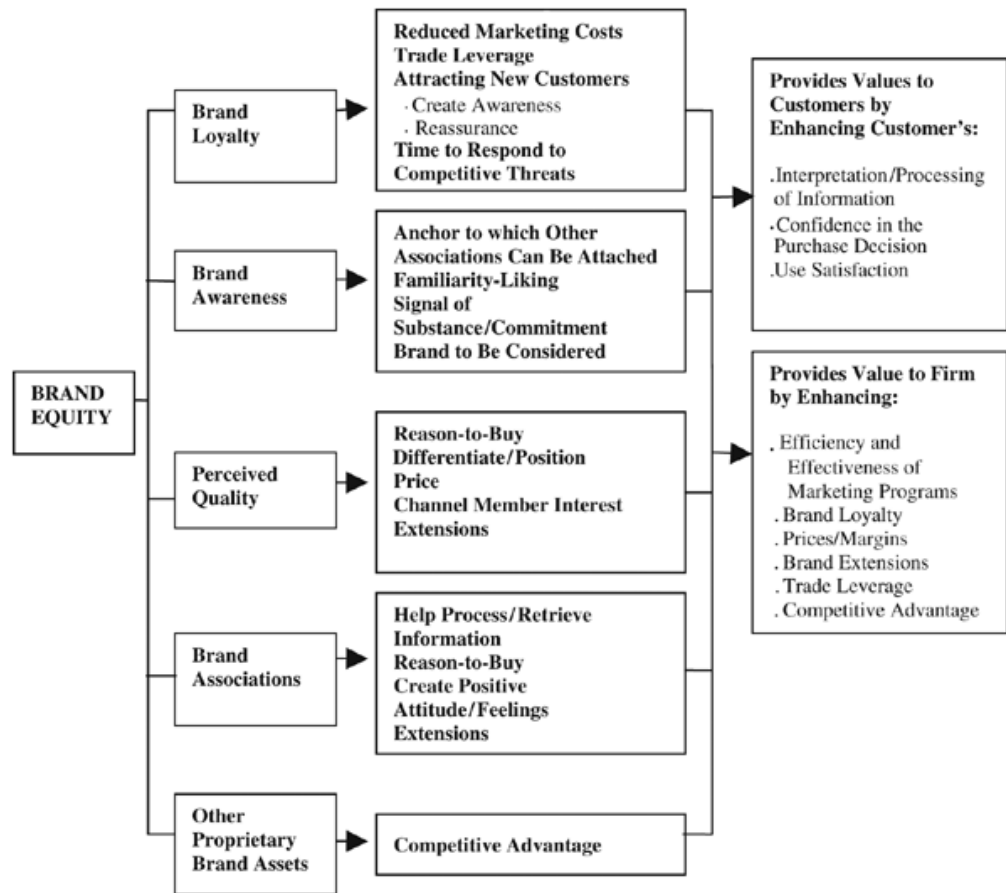 BRAND
EQUITY
Brand
Loyalty
Reduced Marketing Costs
Trade Leverage
Attracting New Customers
· Create Awareness
· Reassurance
Time to Respond to
Competitive Threats
Brand
Awareness
Anchor to which Other
Associations Can Be Attached
Familiarity-Liking
Signal of
Substance/Commitment
Brand to Be Considered
Perceived
Quality
Reason-to-Buy
Differentiate/Position
Price
Channel Member Interest
Extensions
Brand
Associations
Help Process/Retrieve
Information
Reason-to-Buy
Create Positive
Attitude/Feelings
Extensions
Other
Proprietary
Brand Assets
Competitive Advantage
Provides Values to
Customers by
Enhancing Customer's:
.Interpretation/Processing
of Information
.Confidence in the
Purchase Decision
.Use Satisfaction
Provides Value to Firm
by Enhancing:
. Efficiency and
Effectiveness of
Marketing Programs
. Brand Loyalty
. Prices/Margins
. Brand Extensions
. Trade Leverage
. Competitive Advantage